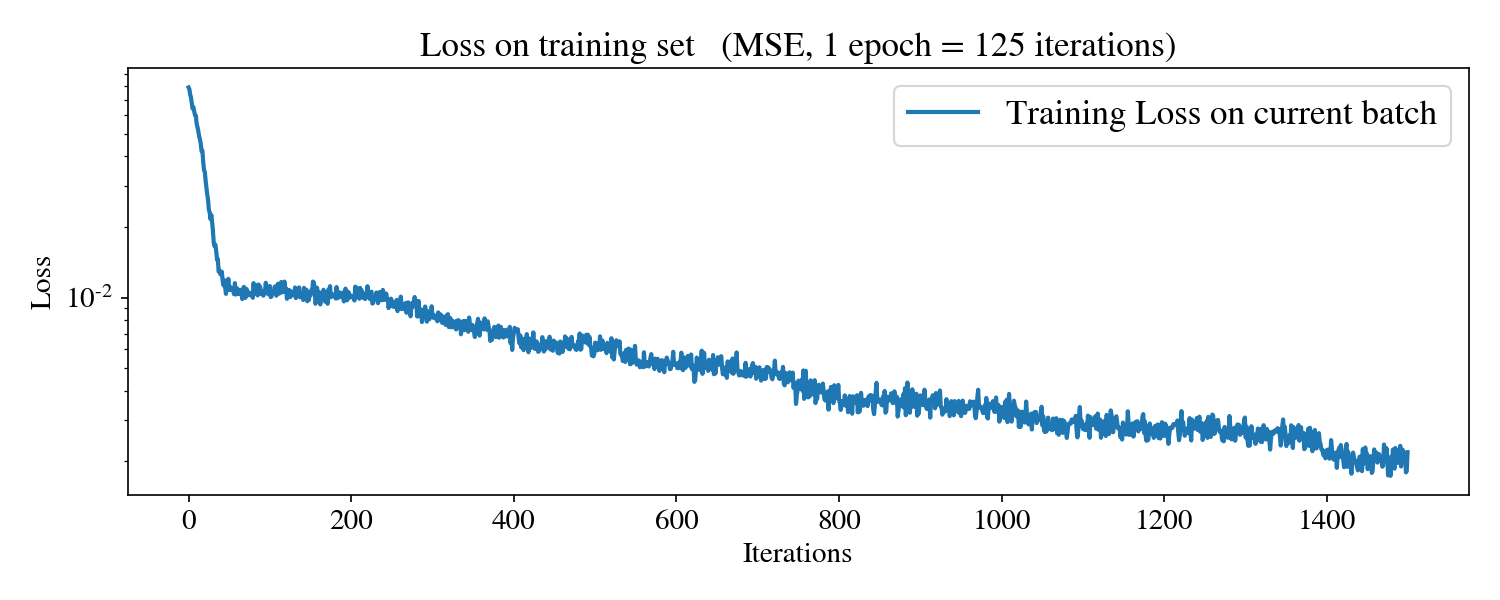 Loss on training set (MSE, 1 epoch = 125 iterations)
Training Loss on current batch
Loss
10-2
0 200 400 600 800 1000 1200 1400
Iterations